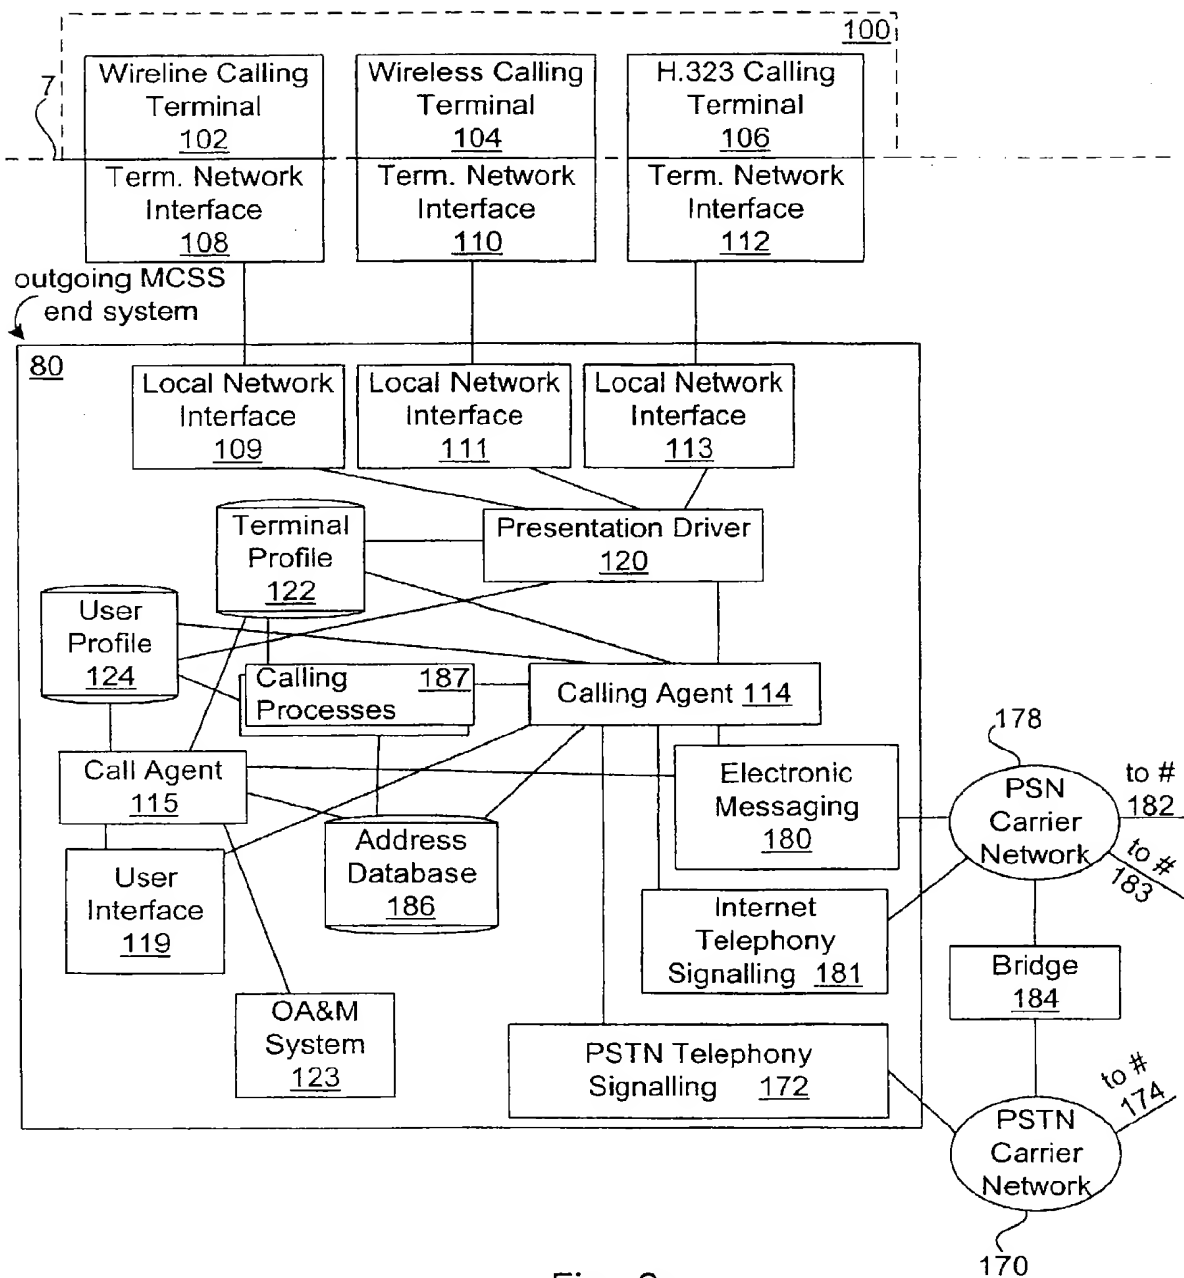 100
7
Wireline Calling
Terminal
102
Wireless Calling
Terminal
104
H.323 Calling
Terminal
106
Term. Network
Interface
108
Term. Network
Interface
110
Term. Network
Interface
112
outgoing MCSS
end system
80
Local Network
Interface
109
Local Network
Interface
111
Local Network
Interface
113
Terminal
Profile
122
Presentation Driver
120
User
Profile
124
Calling
Processes
187
Calling Agent 114
Call Agent
115
Electronic
Messaging
180
178
PSN
Carrier
Network
to #
182
to #
183
User
Interface
119
Address
Database
186
Internet
Telephony
Signalling 181
Bridge
184
OA&M
System
123
PSTN Telephony
Signalling 172
to #
174
PSTN
Carrier
Network
170